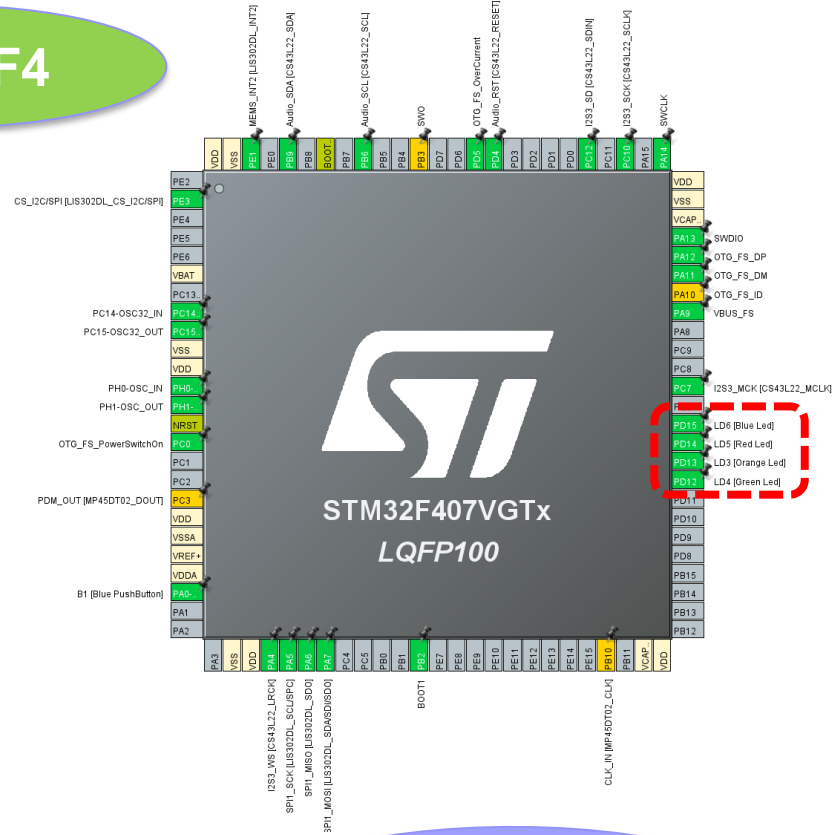 F4
MEMS_INT2 [LIS302DL_INT2]
Audio_SDA [CS43L22_SDA]
Audio_SCL [CS43L22_SCL]
SWO
OTG_FS_OverCurrent
Audio_RST [CS43L22_RESET]
I2S3_SD [CS43L22_SDIN]
I2S3_SCK [CS43L22_SCLK]
SWCLK
VDD
VSS
PE1
PE0
PB9
PB8
BOOT..
PB7
PB6
PB5
PB4
PB3
PD7
PD6
PD5
PD4
PD3
PD2
PD1
PD0
PC12
PC11
PC10
PA15
PA14
PE2
CS_I2C/SPI [LIS302DL_CS_I2C/SPI] PE3
PE4
PE5
PE6
VBAT
PC13..
PC14-OSC32_IN PC14..
PC15-OSC32_OUT PC15..
VSS
VDD
PH0-OSC_IN PH0-..
PH1-OSC_OUT PH1-..
NRST
OTG_FS_PowerSwitchOn PC0
PC1
PC2
PDM_OUT [MP45DT02_DOUT] PC3
VDD
VSSA
VREF+
VDDA
B1 [Blue PushButton] PA0-..
PA1
PA2
STM32F407VGTx
LQFP100
VDD
VSS
VCAP..
PA13 SWDIO
PA12 OTG_FS_DP
PA11 OTG_FS_DM
PA10 OTG_FS_ID
PA9 VBUS_FS
PA8
PC9
PC8
PC7 I2S3_MCK [CS43L22_MCLK]
PD15 LD6 [Blue Led]
PD14 LD5 [Red Led]
PD13 LD3 [Orange Led]
PD12 LD4 [Green Led]
PD11
PD10
PD9
PD8
PB15
PB14
PB13
PB12
PA3
VSS
VDD
PA4
PA5
PA6
PA7
PC4
PC5
PB0
PB1
PB2
PE7
PE8
PE9
PE10
PE11
PE12
PE13
PE14
PE15
PB10
PB11
VCAP..
VDD
I2S3_WS [CS43L22_LRCK]
SPI1_SCK [LIS302DL_SCL/SPC]
SPI1_MISO [LIS302DL_SDO]
SPI1_MOSI [LIS302DL_SDA/SDI/SDO]
BOOT1
CLK_IN [MP45DT02_CLK]